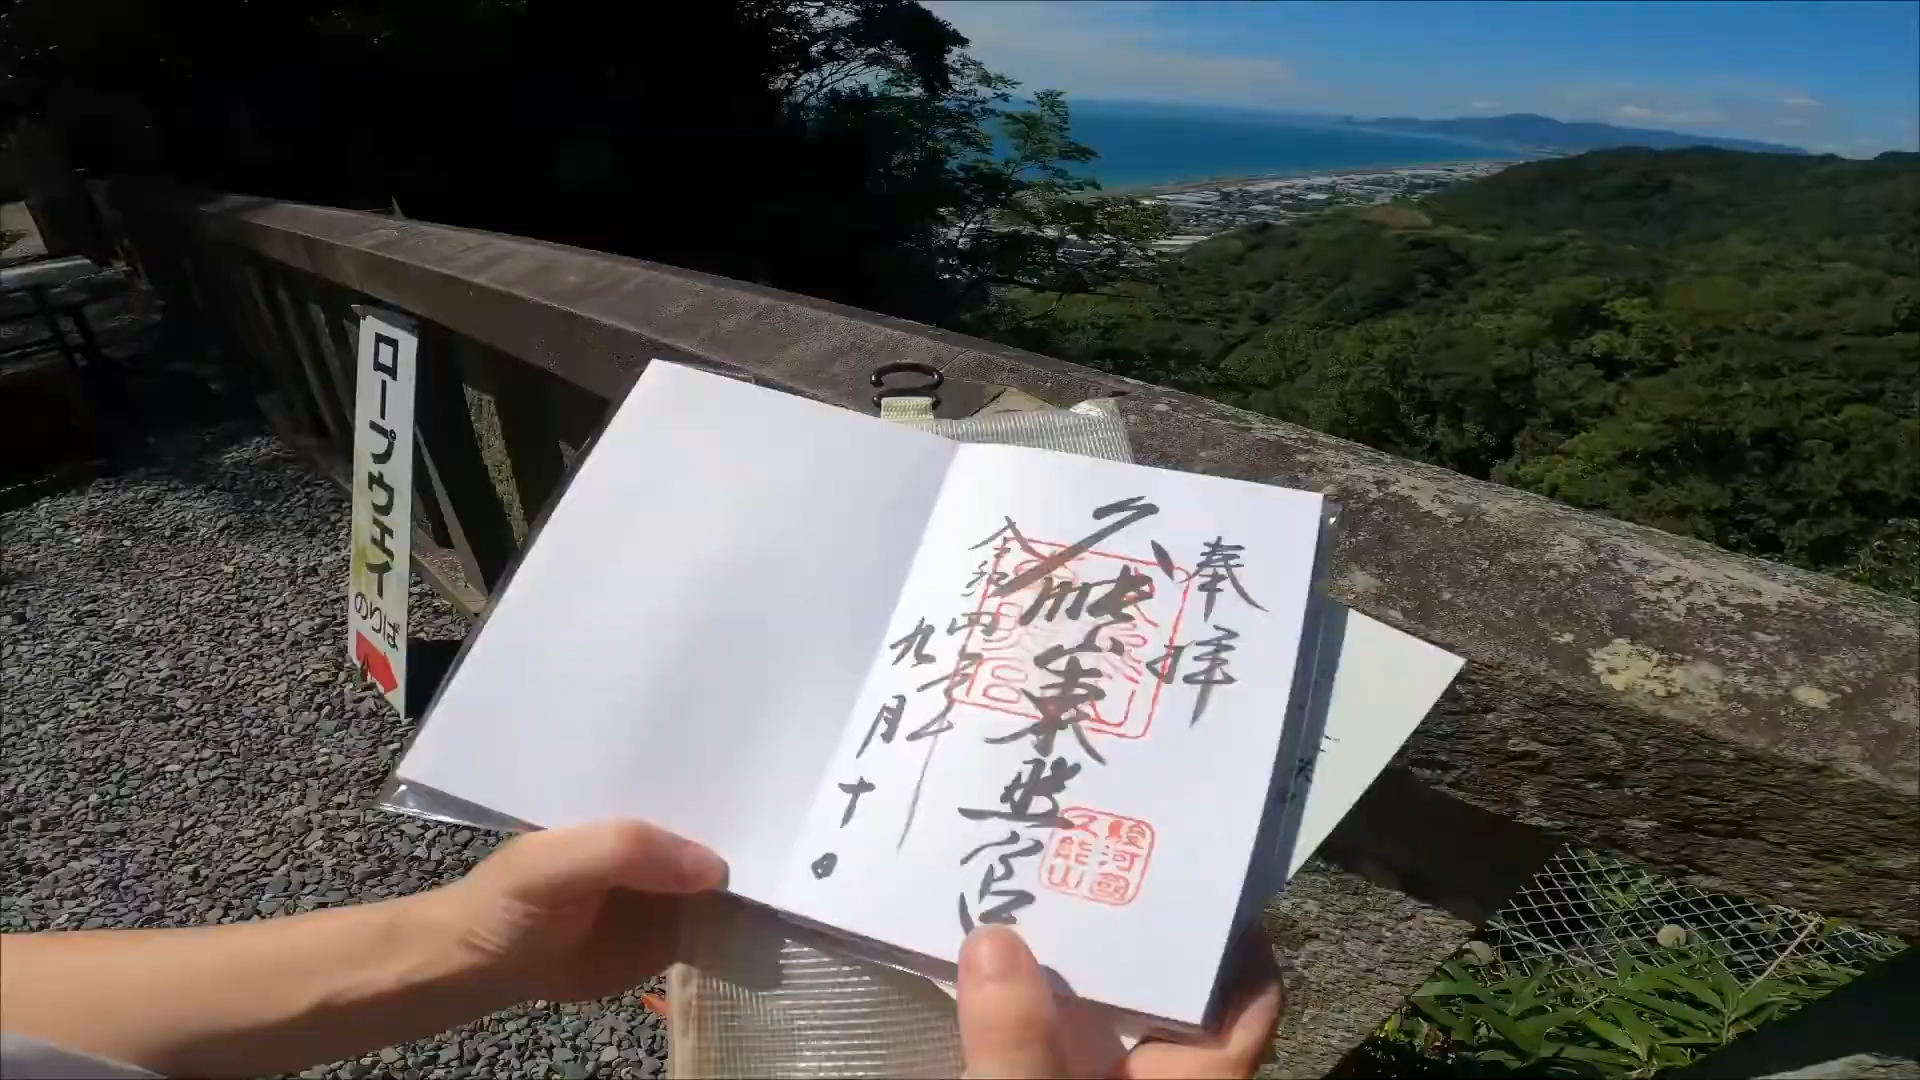 ロープウェイ
のりば
奉拝
久能山東照宮
令和四年
九月十日
駿河國
久能山